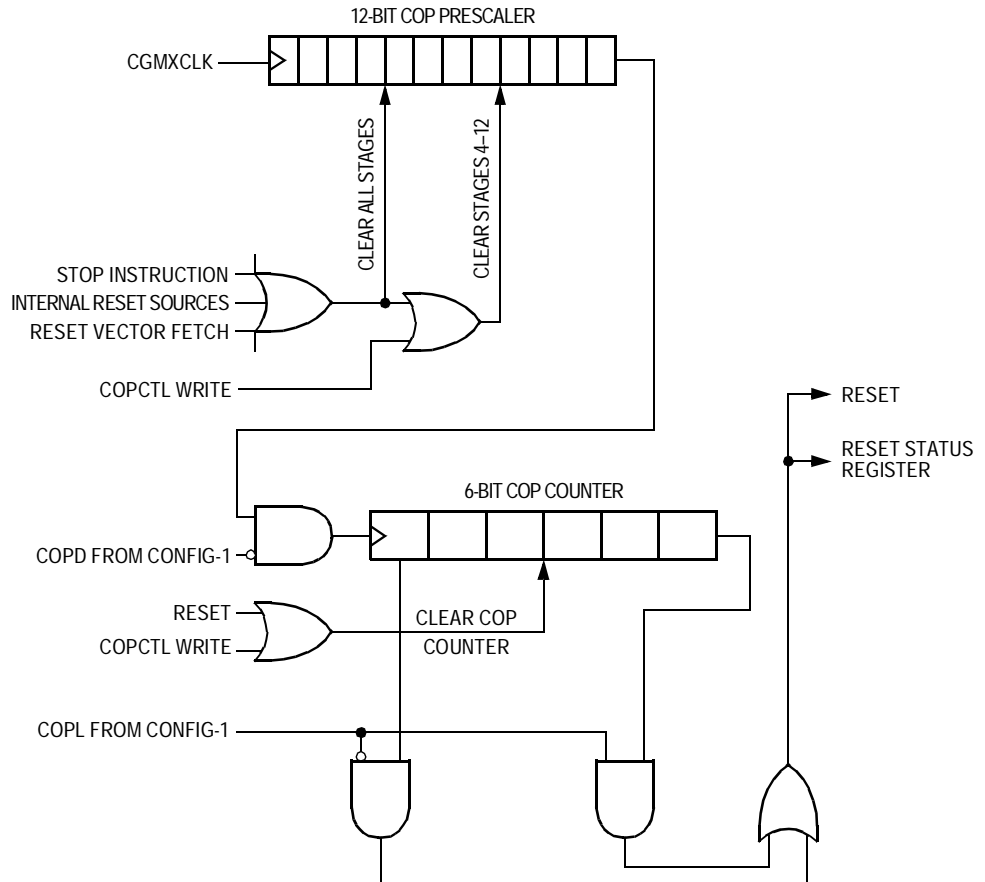 12-BIT COP PRESCALER
CGMXCLK
CLEAR ALL STAGES
CLEAR STAGES 4–12
STOP INSTRUCTION
INTERNAL RESET SOURCES
RESET VECTOR FETCH
COPCTL WRITE
RESET
RESET STATUS
REGISTER
6-BIT COP COUNTER
COPD FROM CONFIG-1
RESET
COPCTL WRITE
CLEAR COP
COUNTER
COPL FROM CONFIG-1